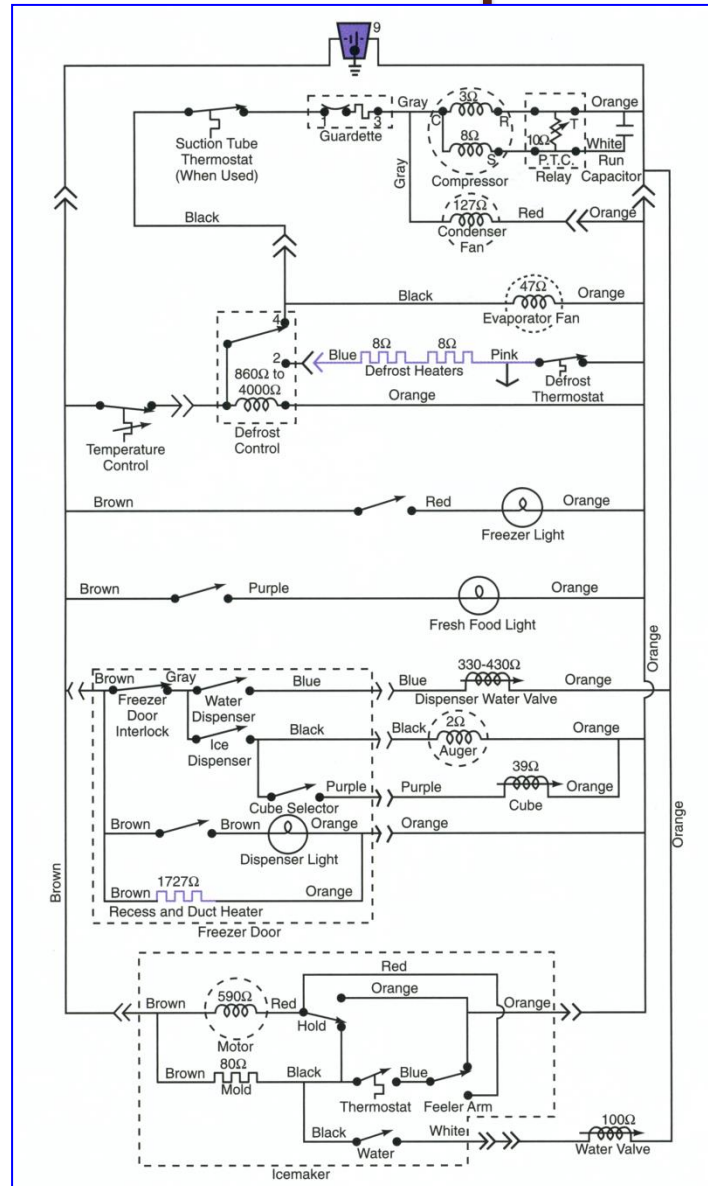 9
Gray
3Ω
Orange
C
R
T
1
3
Guardette
8Ω
10Ω
White
S
Suction Tube
Thermostat
(When Used)
Compressor
P.T.C.
Relay
Run
Capacitor
Gray
127Ω
Red
Orange
Condenser
Fan
Black
47Ω
Black
Orange
Evaporator Fan
4
2
8Ω
8Ω
Blue
Pink
Defrost Heaters
Defrost
Thermostat
860Ω to
4000Ω
Orange
Defrost
Control
Temperature
Control
Brown
Red
Orange
Freezer Light
Brown
Purple
Orange
Fresh Food Light
Orange
Brown
Gray
Blue
Blue
330-430Ω
Orange
Freezer
Door
Interlock
Water
Dispenser
Dispenser Water Valve
Black
Black
2Ω
Orange
Ice
Dispenser
Auger
39Ω
Purple
Purple
Orange
Cube Selector
Cube
Brown
Brown
Orange
Orange
Dispenser Light
1727Ω
Brown
Orange
Recess and Duct Heater
Freezer Door
Brown
Orange
Red
Orange
Brown
590Ω
Red
Orange
Hold
Motor
80Ω
Brown
Black
Blue
Mold
Thermostat
Feeler Arm
Black
White
100Ω
Water
Water Valve
Icemaker